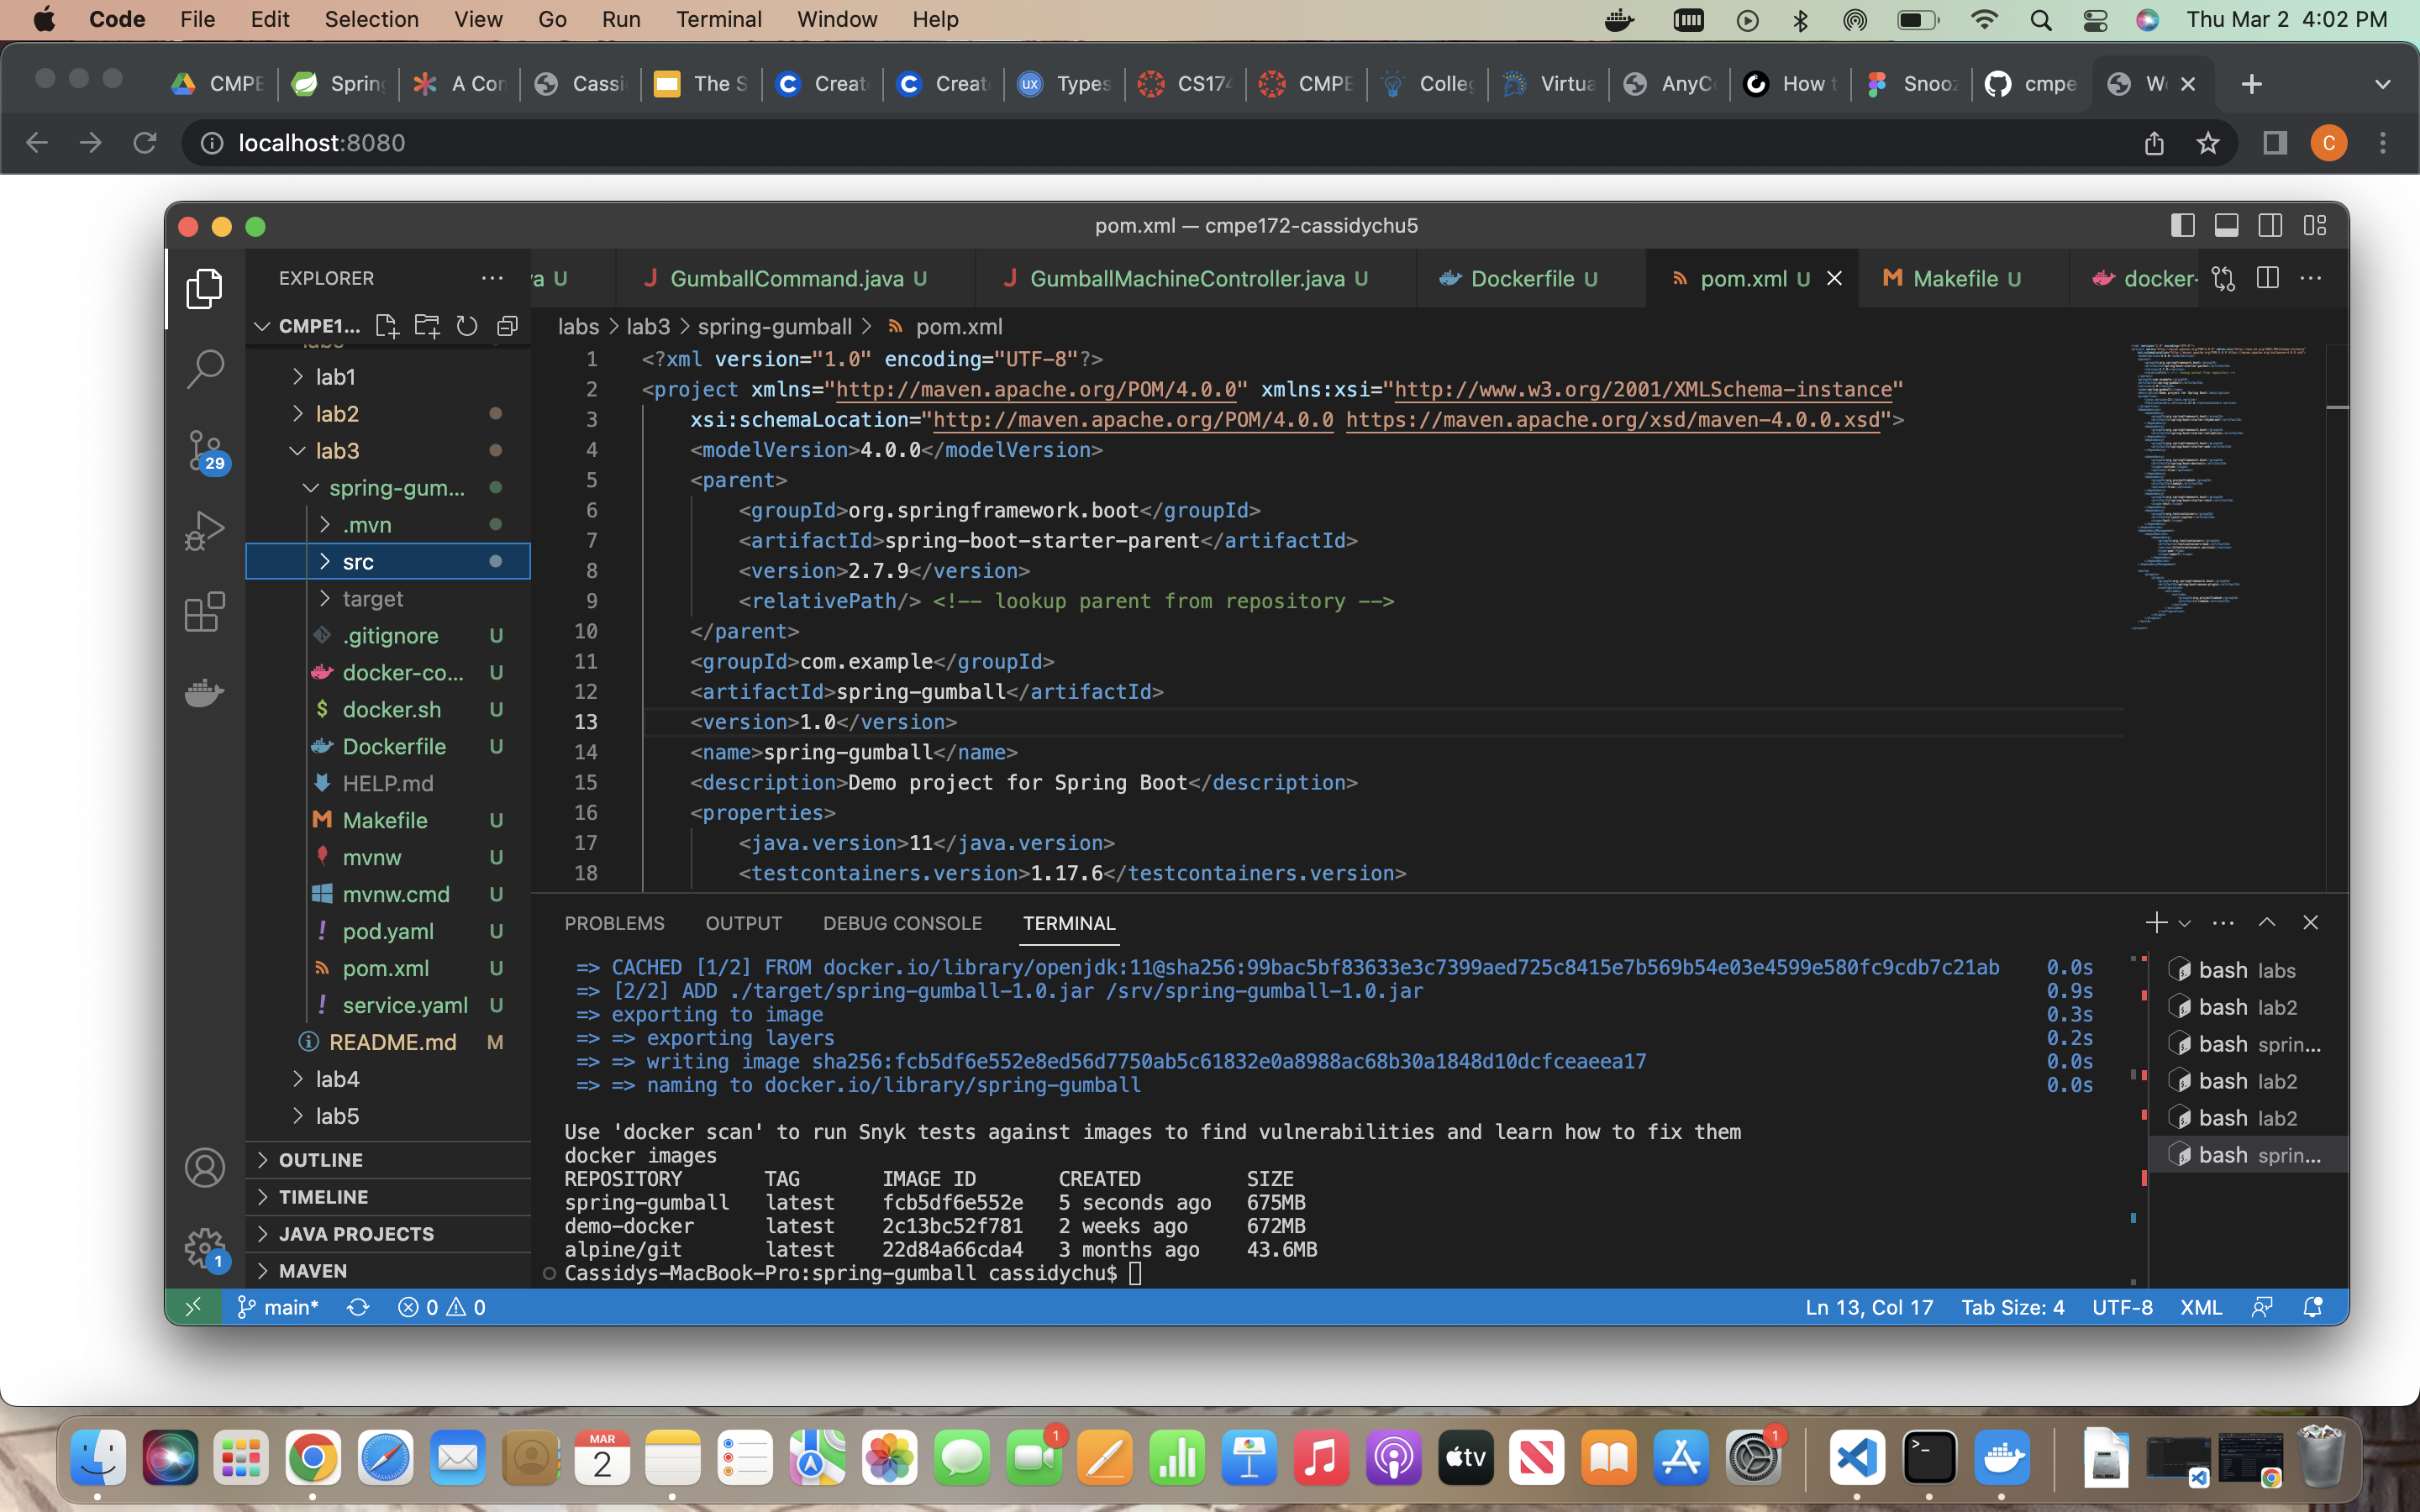 Code File Edit Selection View Go Run Terminal Window Help Thu Mar 2 4:02 PM
CMPE Spring A Con Cassi The S Create Create Types CS174 CMPE Colleg Virtua AnyCo How t Snooz cmpe We
localhost:8080 C
pom.xml — cmpe172-cassidychu5
EXPLORER
va U
GumballCommand.java U
GumballMachineController.java U
Dockerfile U
pom.xml U
Makefile U
docker-
CMPE1...
labs > lab3 > spring-gumball > pom.xml
lab1
lab2
lab3
spring-gum...
.mvn
src
target
.gitignore U
docker-co... U
docker.sh U
Dockerfile U
HELP.md
Makefile U
mvnw U
mvnw.cmd U
pod.yaml U
pom.xml U
service.yaml U
README.md M
lab4
lab5
OUTLINE
TIMELINE
JAVA PROJECTS
MAVEN
29
1
1 <?xml version="1.0" encoding="UTF-8"?>
2 <project xmlns="http://maven.apache.org/POM/4.0.0" xmlns:xsi="http://www.w3.org/2001/XMLSchema-instance"
3 xsi:schemaLocation="http://maven.apache.org/POM/4.0.0 https://maven.apache.org/xsd/maven-4.0.0.xsd">
4 <modelVersion>4.0.0</modelVersion>
5 <parent>
6 <groupId>org.springframework.boot</groupId>
7 <artifactId>spring-boot-starter-parent</artifactId>
8 <version>2.7.9</version>
9 <relativePath/> <!-- lookup parent from repository -->
10 </parent>
11 <groupId>com.example</groupId>
12 <artifactId>spring-gumball</artifactId>
13 <version>1.0</version>
14 <name>spring-gumball</name>
15 <description>Demo project for Spring Boot</description>
16 <properties>
17 <java.version>11</java.version>
18 <testcontainers.version>1.17.6</testcontainers.version>
PROBLEMS OUTPUT DEBUG CONSOLE TERMINAL
=> CACHED [1/2] FROM docker.io/library/openjdk:11@sha256:99bac5bf83633e3c7399aed725c8415e7b569b54e03e4599e580fc9cdb7c21ab 0.0s
=> [2/2] ADD ./target/spring-gumball-1.0.jar /srv/spring-gumball-1.0.jar 0.9s
=> exporting to image 0.3s
=> => exporting layers 0.2s
=> => writing image sha256:fcb5df6e552e8ed56d7750ab5c61832e0a8988ac68b30a1848d10dcfceaeea17 0.0s
=> => naming to docker.io/library/spring-gumball 0.0s
Use 'docker scan' to run Snyk tests against images to find vulnerabilities and learn how to fix them
docker images
REPOSITORY TAG IMAGE ID CREATED SIZE
spring-gumball latest fcb5df6e552e 5 seconds ago 675MB
demo-docker latest 2c13bc52f781 2 weeks ago 672MB
alpine/git latest 22d84a66cda4 3 months ago 43.6MB
Cassidys-MacBook-Pro:spring-gumball cassidychu$
bash labs
bash lab2
bash sprin...
bash lab2
bash lab2
bash sprin...
main* 0 0 Ln 13, Col 17 Tab Size: 4 UTF-8 XML
MAR
2
1
tv
1